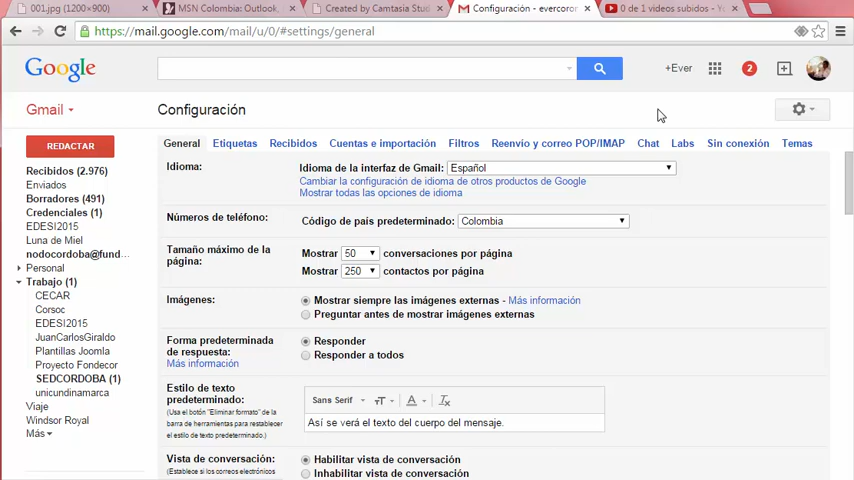 001.jpg (1200×900)
MSN Colombia: Outlook,
Created by Camtasia Stud
Configuración - evercoror
0 de 1 videos subidos - Yo
https://mail.google.com/mail/u/0/#settings/general
Google
+Ever
2
Gmail
Configuración
REDACTAR
General Etiquetas Recibidos Cuentas e importación Filtros Reenvío y correo POP/IMAP Chat Labs Sin conexión Temas
Recibidos (2.976)
Enviados
Borradores (491)
Credenciales (1)
EDESI2015
Luna de Miel
nodocordoba@fund...
Personal
Trabajo (1)
CECAR
Corsoc
EDESI2015
JuanCarlosGiraldo
Plantillas Joomla
Proyecto Fondecor
SEDCORDOBA (1)
unicundinamarca
Viaje
Windsor Royal
Más
Idioma:
Idioma de la interfaz de Gmail: Español
Cambiar la configuración de idioma de otros productos de Google
Mostrar todas las opciones de idioma
Números de teléfono:
Código de país predeterminado: Colombia
Tamaño máximo de la
página:
Mostrar 50 conversaciones por página
Mostrar 250 contactos por página
Imágenes:
Mostrar siempre las imágenes externas - Más información
Preguntar antes de mostrar imágenes externas
Forma predeterminada
de respuesta:
Más información
Responder
Responder a todos
Estilo de texto
predeterminado:
(Usa el botón "Eliminar formato" de la
barra de herramientas para restablecer
el estilo de texto predeterminado.)
Sans Serif
Así se verá el texto del cuerpo del mensaje.
Vista de conversación:
(Establece si los correos electrónicos
Habilitar vista de conversación
Inhabilitar vista de conversación